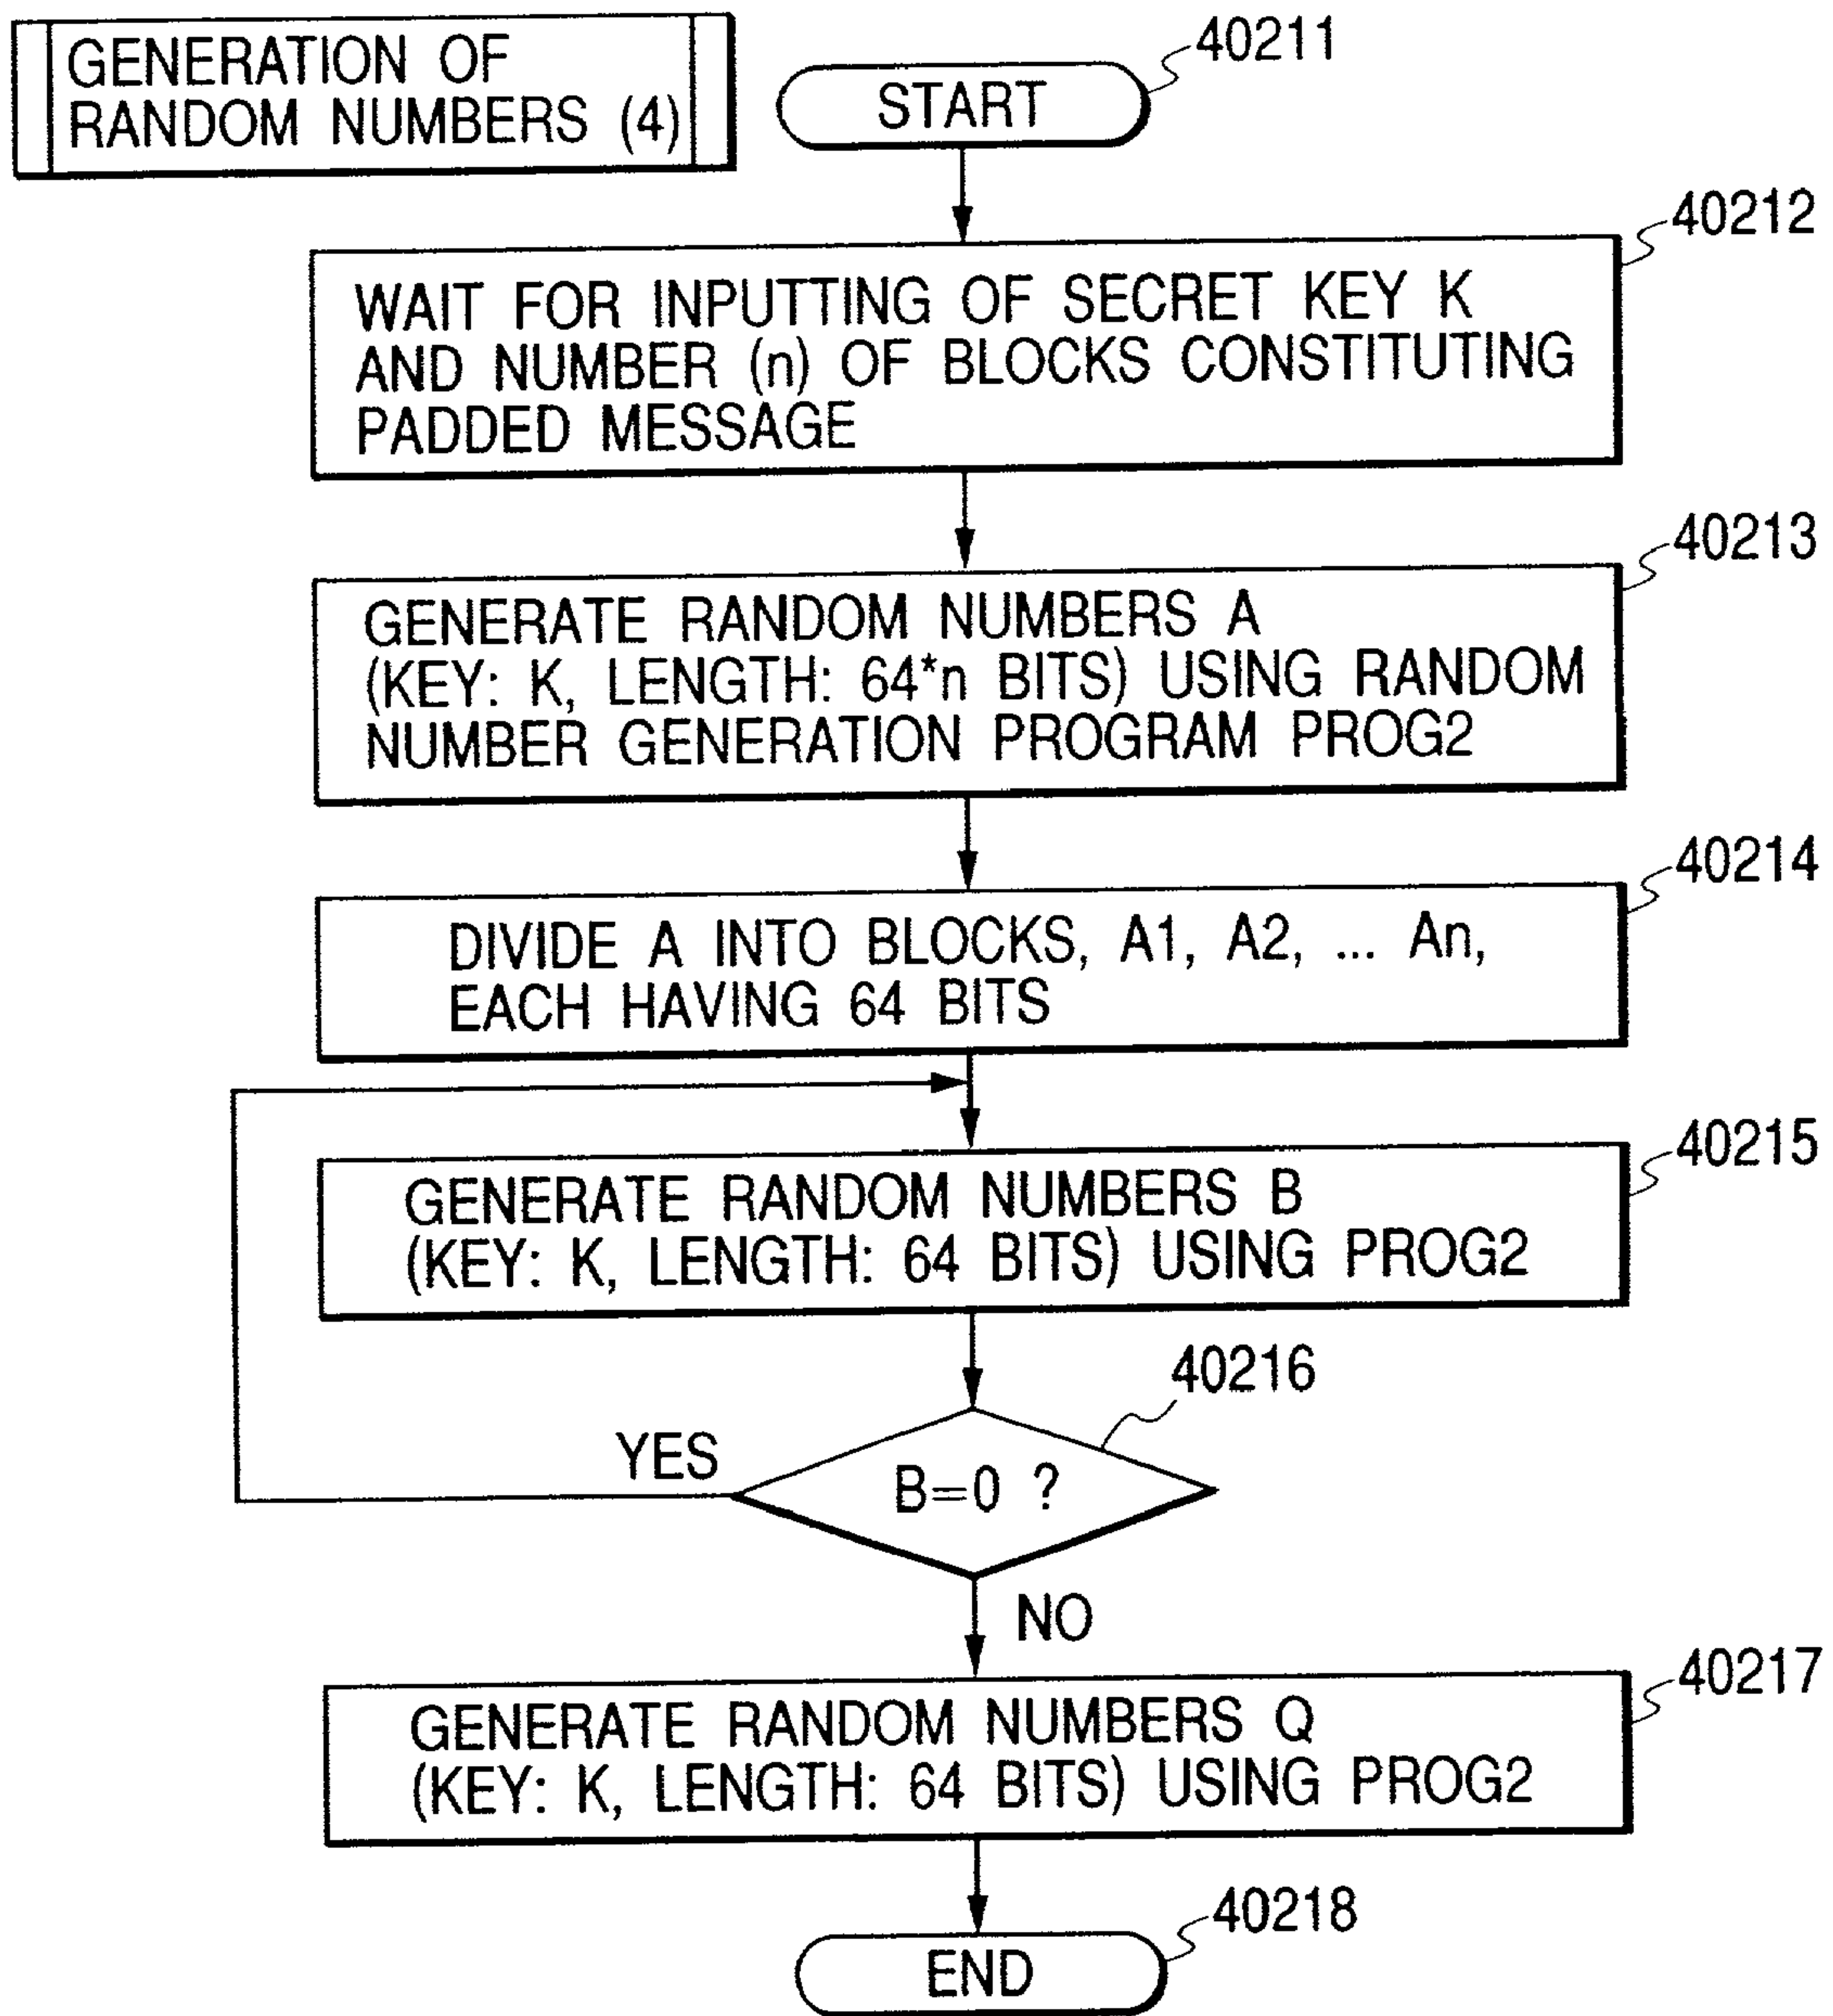 GENERATION OF
RANDOM NUMBERS (4)
START
40211
40212
WAIT FOR INPUTTING OF SECRET KEY K
AND NUMBER (n) OF BLOCKS CONSTITUTING
PADDED MESSAGE
40213
GENERATE RANDOM NUMBERS A
(KEY: K, LENGTH: 64*n BITS) USING RANDOM
NUMBER GENERATION PROGRAM PROG2
40214
DIVIDE A INTO BLOCKS, A1, A2, ... An,
EACH HAVING 64 BITS
40215
GENERATE RANDOM NUMBERS B
(KEY: K, LENGTH: 64 BITS) USING PROG2
40216
YES
B=0 ?
NO
40217
GENERATE RANDOM NUMBERS Q
(KEY: K, LENGTH: 64 BITS) USING PROG2
40218
END